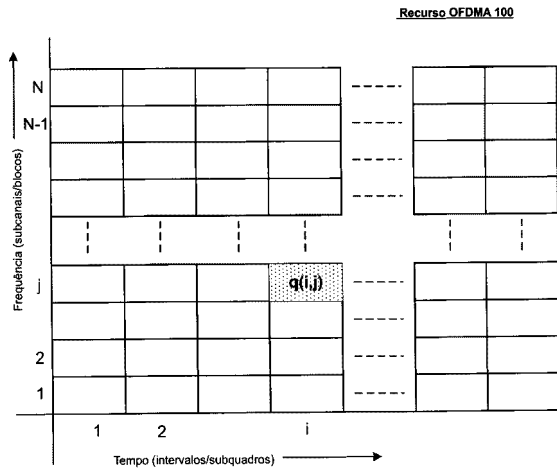 Recurso OFDMA 100
Frequência (subcanais/blocos)
N
N-1
j
q(i,j)
2
1
1 2 i
Tempo (intervalos/subquadros)